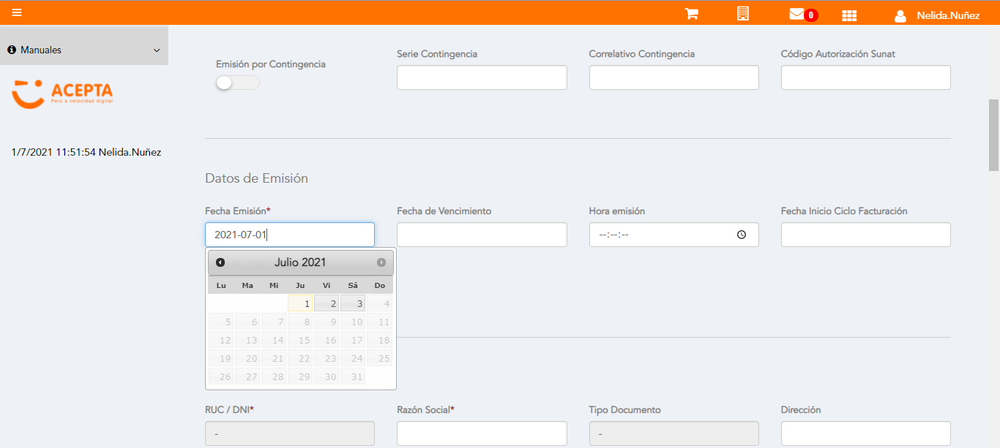 0
Nelida.Nuñez
Manuales
ACEPTA
Perú a velocidad digital
1/7/2021 11:51:54 Nelida.Nuñez
Emisión por Contingencia
Serie Contingencia
Correlativo Contingencia
Código Autorización Sunat
Datos de Emisión
Fecha Emisión*
Fecha de Vencimiento
Hora emisión
Fecha Inicio Ciclo Facturación
2021-07-01
--:--:--
Julio 2021
Lu Ma Mi Ju Vi Sá Do
1 2 3 4
5 6 7 8 9 10 11
12 13 14 15 16 17 18
19 20 21 22 23 24 25
26 27 28 29 30 31
RUC / DNI*
Razón Social*
Tipo Documento
Dirección
-
-